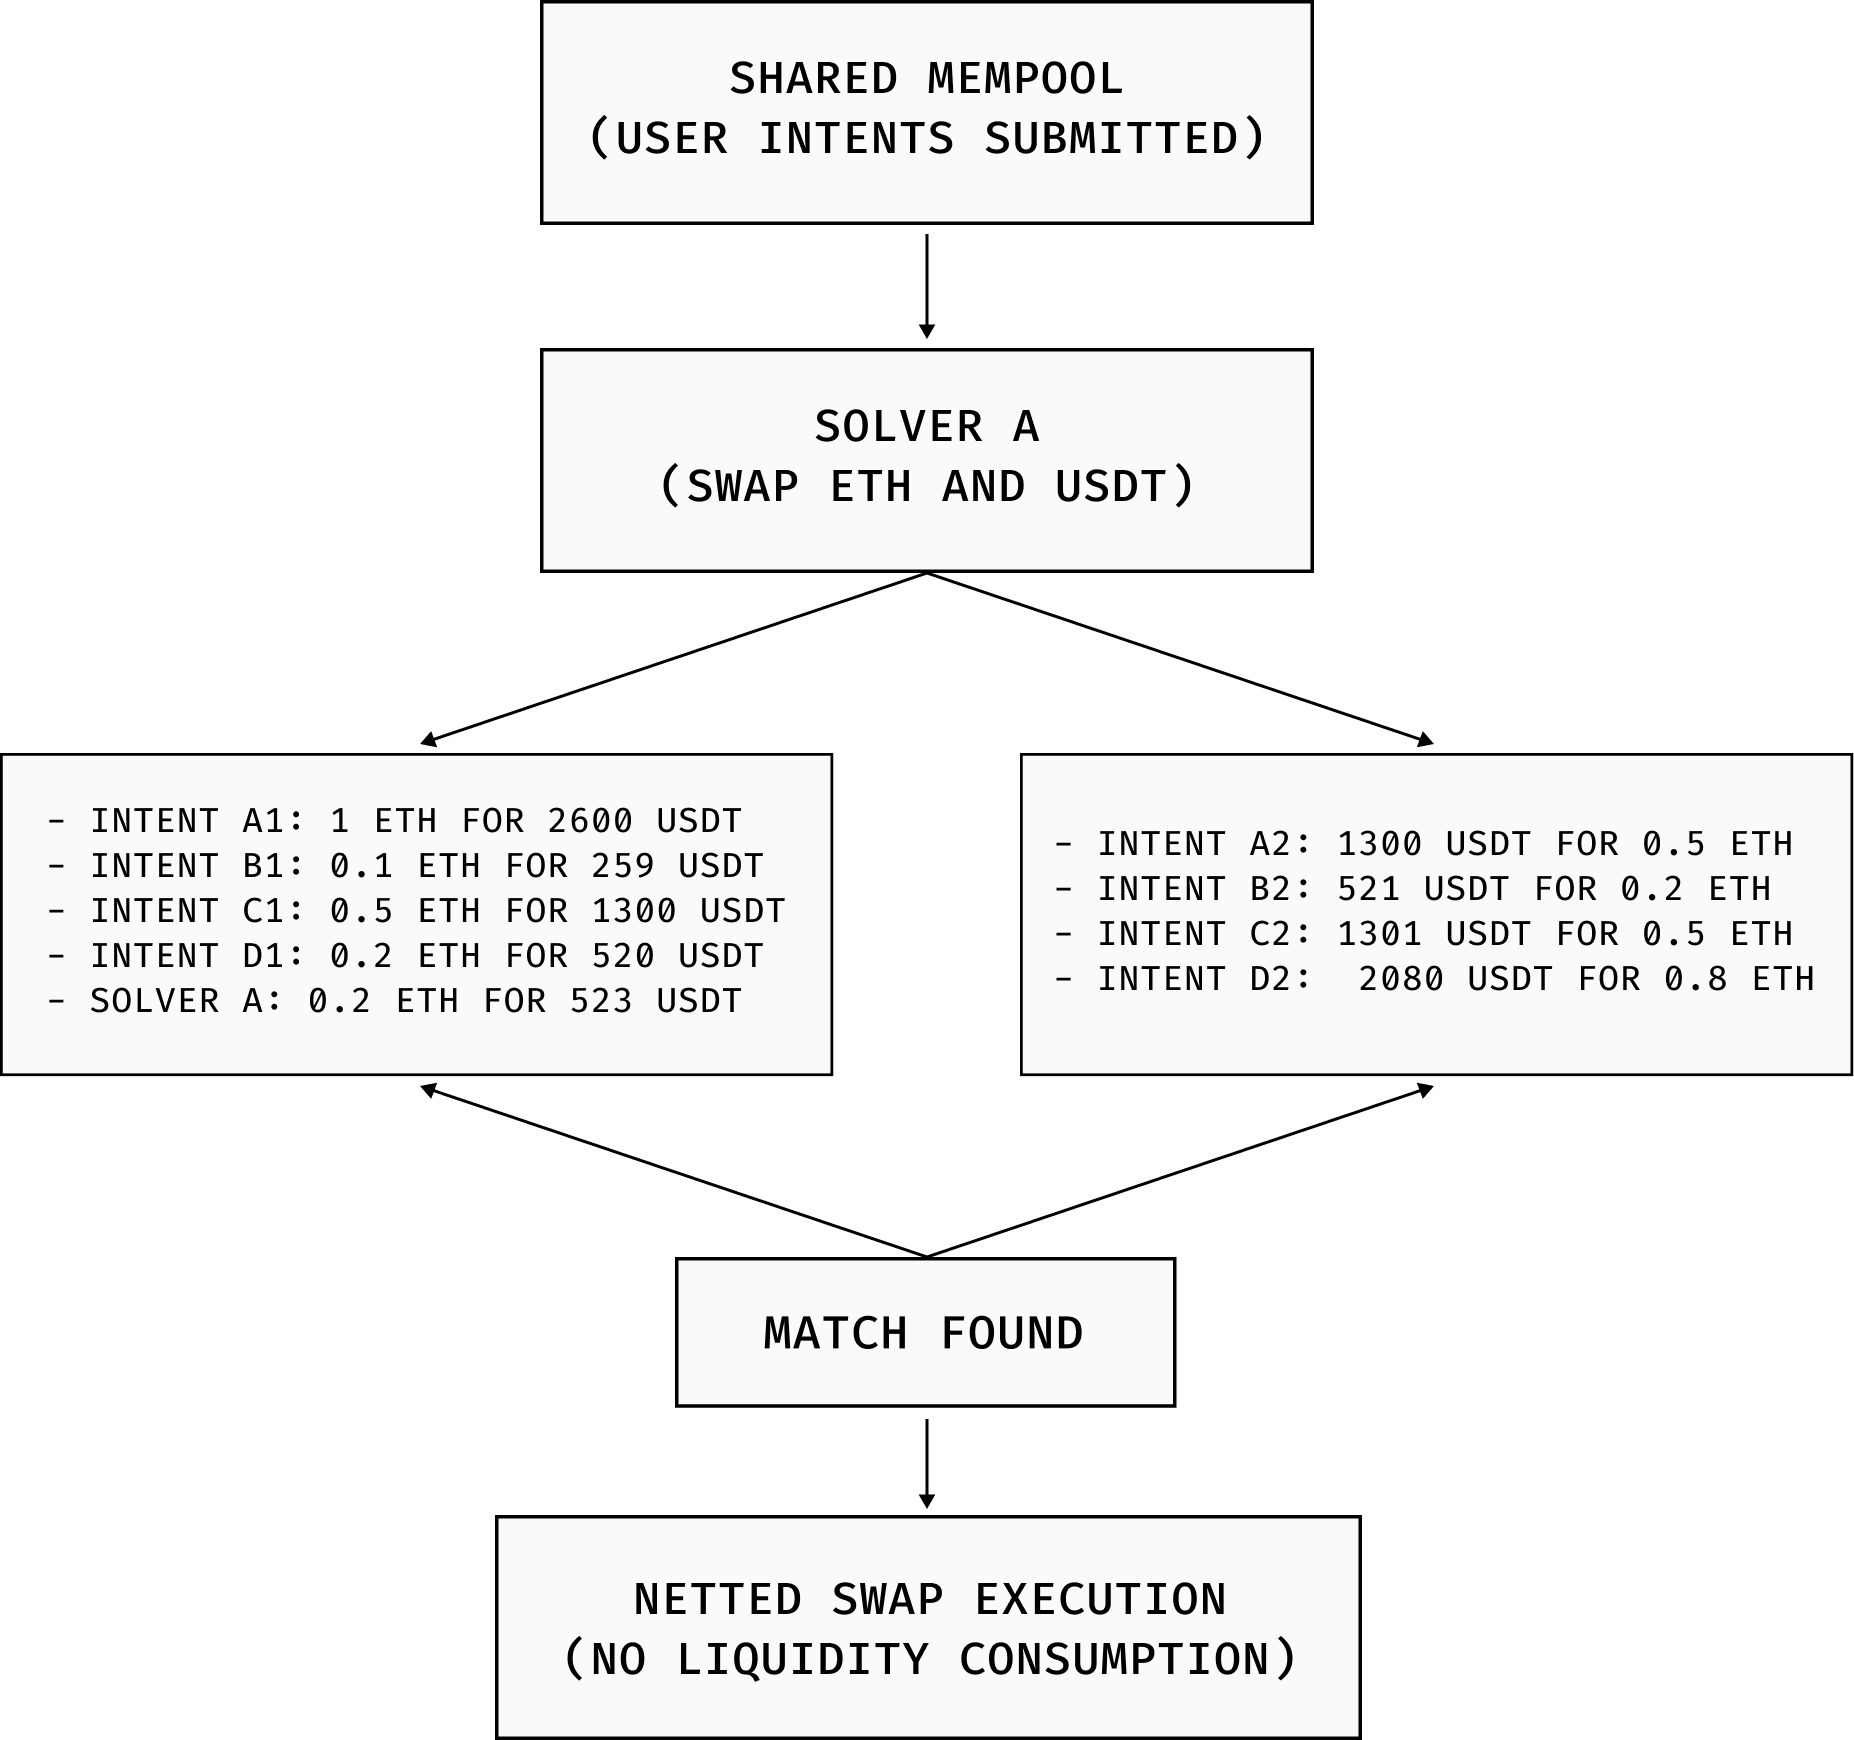 SHARED MEMPOOL
(USER INTENTS SUBMITTED)
SOLVER A
(SWAP ETH AND USDT)
- INTENT A1: 1 ETH FOR 2600 USDT
- INTENT B1: 0.1 ETH FOR 259 USDT
- INTENT C1: 0.5 ETH FOR 1300 USDT
- INTENT D1: 0.2 ETH FOR 520 USDT
- SOLVER A: 0.2 ETH FOR 523 USDT
- INTENT A2: 1300 USDT FOR 0.5 ETH
- INTENT B2: 521 USDT FOR 0.2 ETH
- INTENT C2: 1301 USDT FOR 0.5 ETH
- INTENT D2:  2080 USDT FOR 0.8 ETH
MATCH FOUND
NETTED SWAP EXECUTION
(NO LIQUIDITY CONSUMPTION)